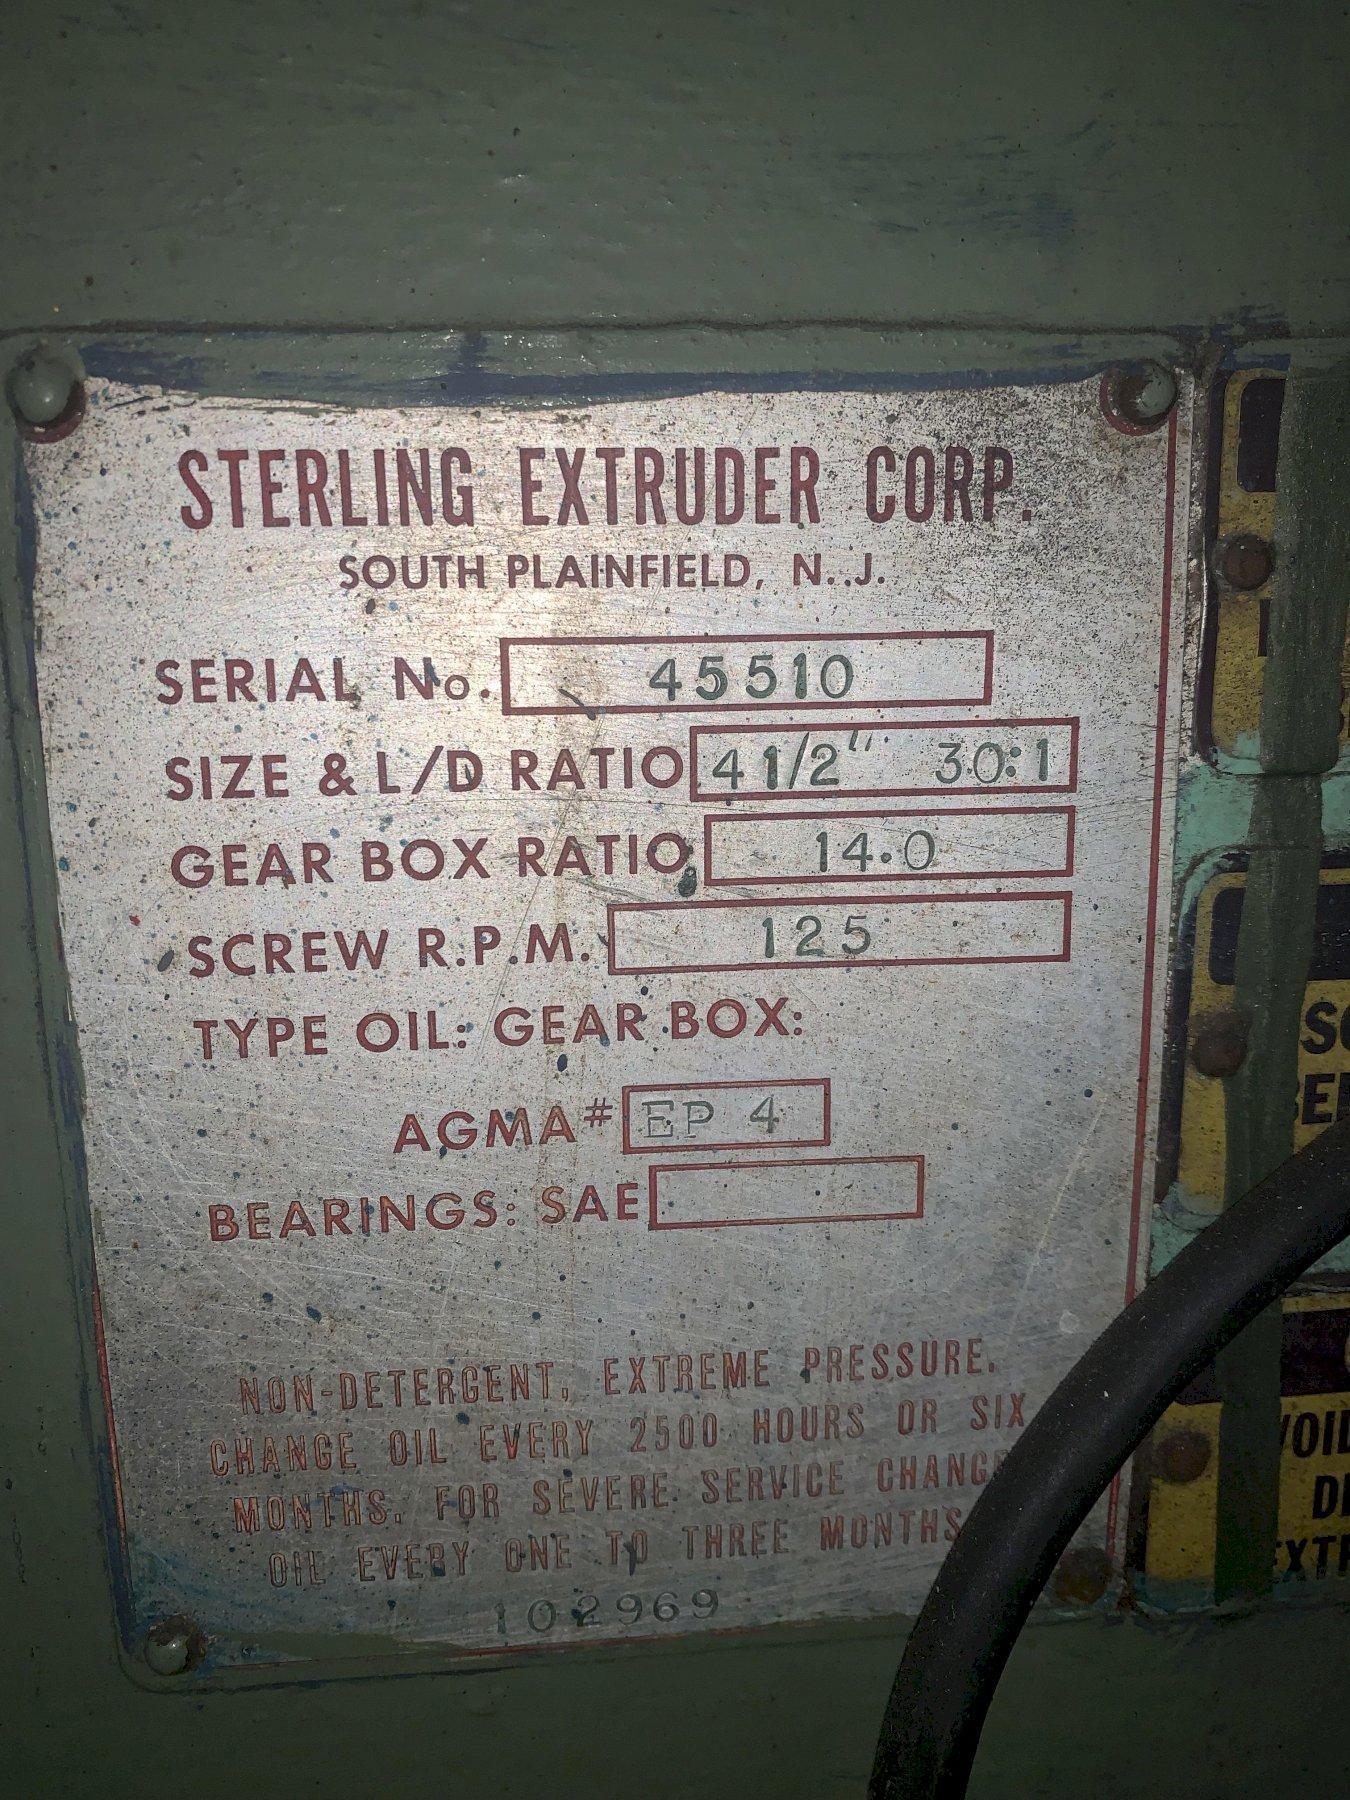 STERLING EXTRUDER CORP.
SOUTH PLAINFIELD, N.J.
SERIAL No. 45510
SIZE & L/D RATIO 4 1/2" 30:1
GEAR BOX RATIO 14.0
SCREW R.P.M. 125
TYPE OIL: GEAR BOX:
AGMA# EP 4
BEARINGS: SAE
NON-DETERGENT, EXTREME PRESSURE.
CHANGE OIL EVERY 2500 HOURS OR SIX
MONTHS. FOR SEVERE SERVICE CHANGE
OIL EVERY ONE TO THREE MONTHS
102969